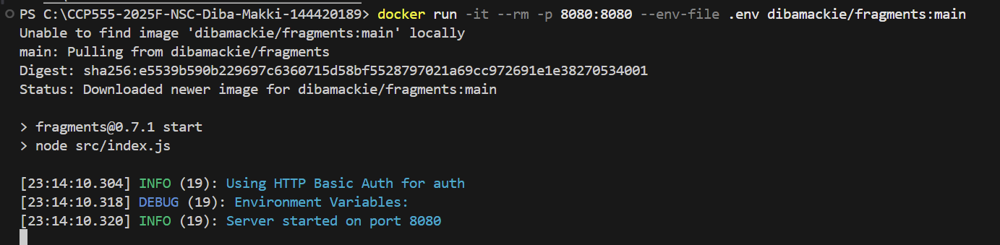 PS C:\CCP555-2025F-NSC-Diba-Makki-144420189> docker run -it --rm -p 8080:8080 --env-file .env dibamackie/fragments:main
Unable to find image 'dibamackie/fragments:main' locally
main: Pulling from dibamackie/fragments
Digest: sha256:e5539b590b229697c6360715d58bf5528797021a69cc972691e1e38270534001
Status: Downloaded newer image for dibamackie/fragments:main
> fragments@0.7.1 start
> node src/index.js
[23:14:10.304] INFO (19): Using HTTP Basic Auth for auth
[23:14:10.318] DEBUG (19): Environment Variables:
[23:14:10.320] INFO (19): Server started on port 8080